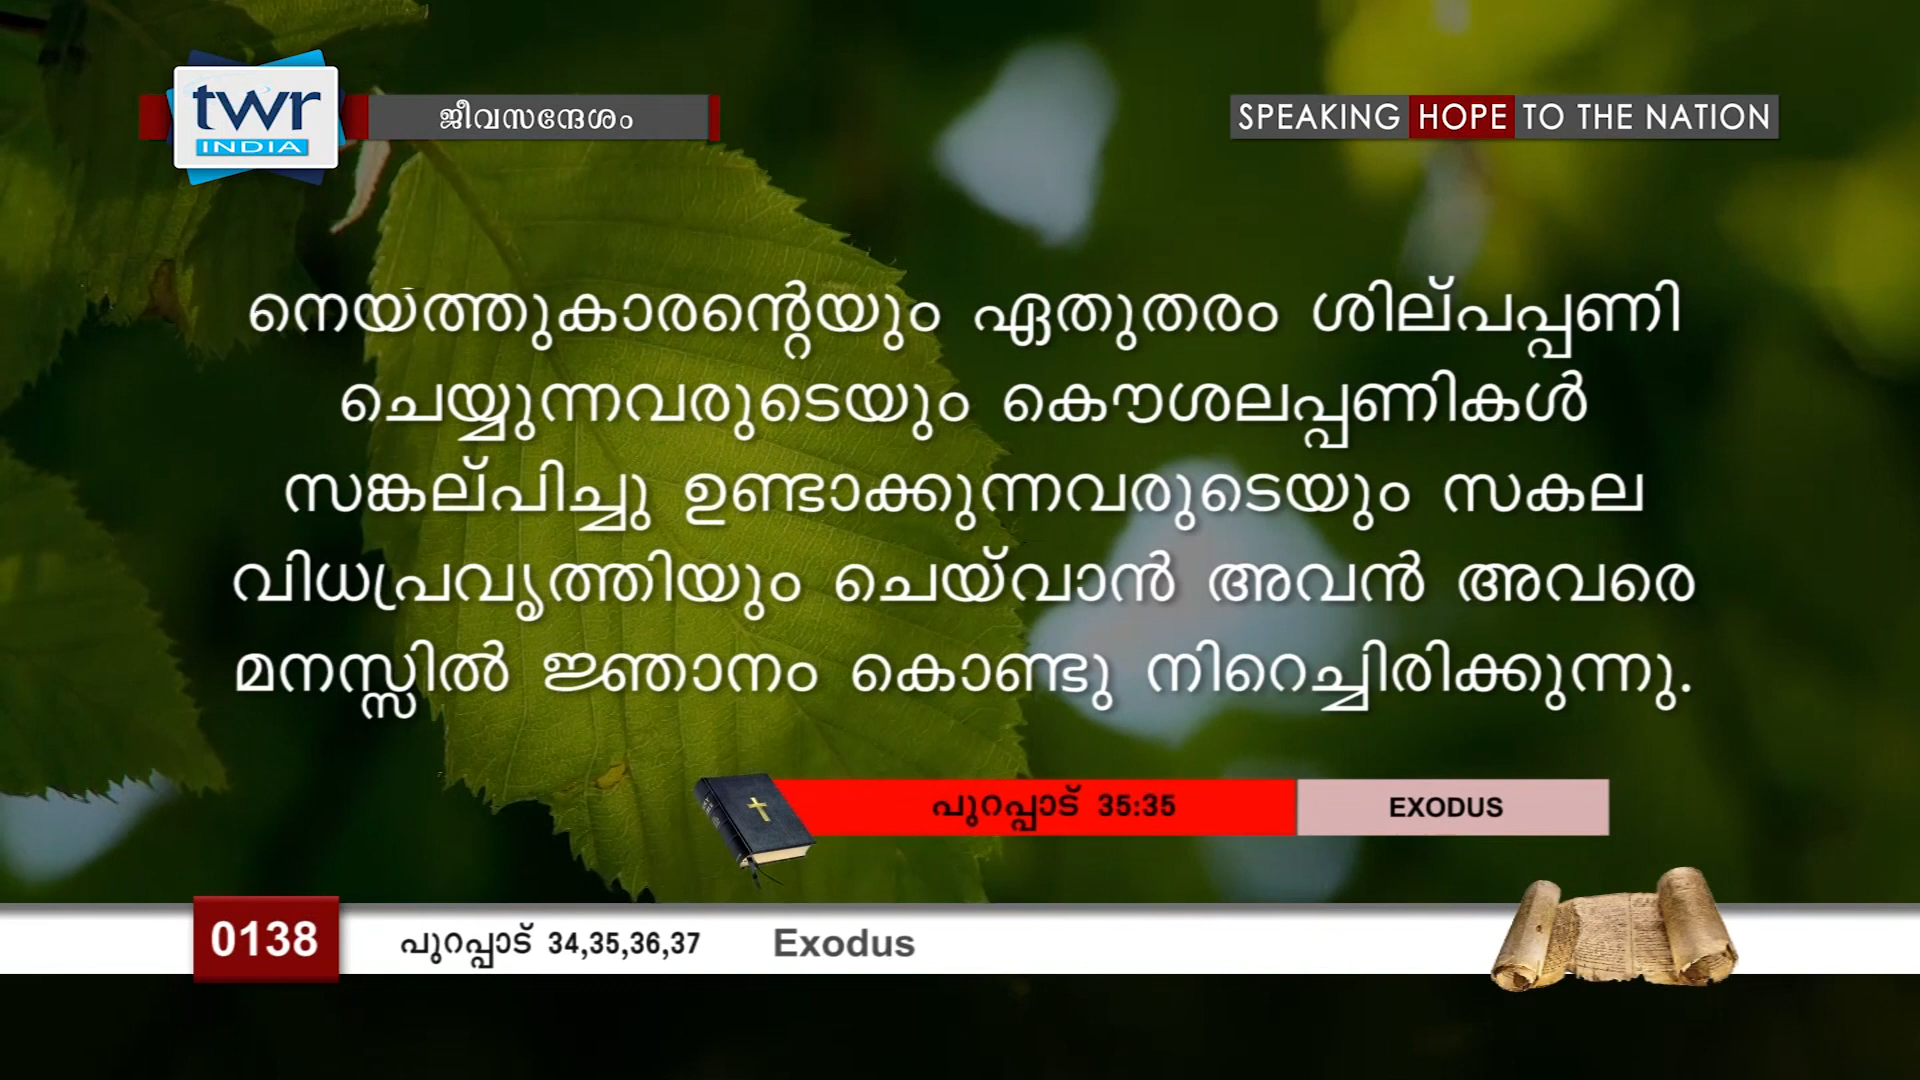 twr
INDIA
ജീവസന്ദേശം
SPEAKING HOPE TO THE NATION
നെയ്ത്തുകാരന്റെയും ഏതുതരം ശില്പപ്പണി
ചെയ്യുന്നവരുടെയും കൌശലപ്പണികൾ
സങ്കല്പിച്ചു ഉണ്ടാക്കുന്നവരുടെയും സകല
വിധപ്രവൃത്തിയും ചെയ്‌വാൻ അവൻ അവരെ
മനസ്സിൽ ജ്ഞാനം കൊണ്ടു നിറെച്ചിരിക്കുന്നു.
പുറപ്പാട് 35:35
EXODUS
0138
പുറപ്പാട് 34,35,36,37
Exodus